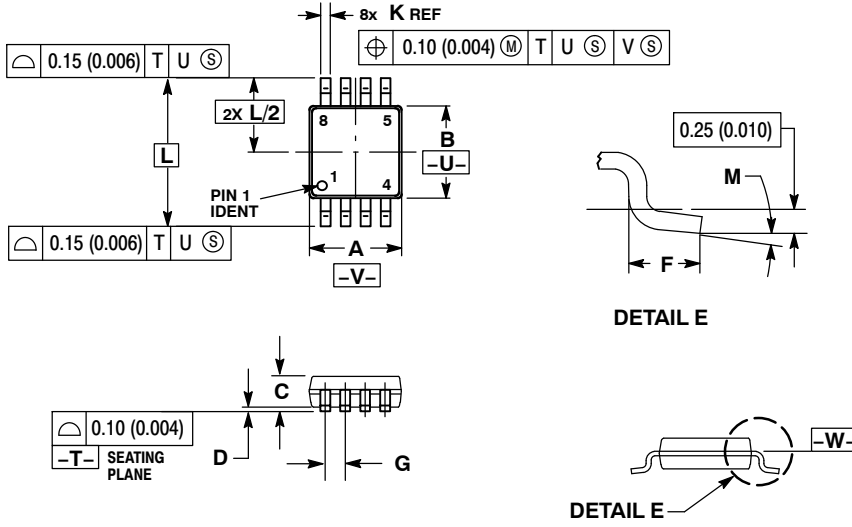 8x K REF
⌖ 0.10 (0.004) Ⓜ T U Ⓢ V Ⓢ
⌓ 0.15 (0.006) T U Ⓢ
2X L/2
8 5
B
-U-
L
0.25 (0.010)
M
PIN 1
IDENT
1
4
⌓ 0.15 (0.006) T U Ⓢ
A
-V-
F
DETAIL E
C
⌓ 0.10 (0.004)
-T- SEATING
PLANE
D
G
-W-
DETAIL E